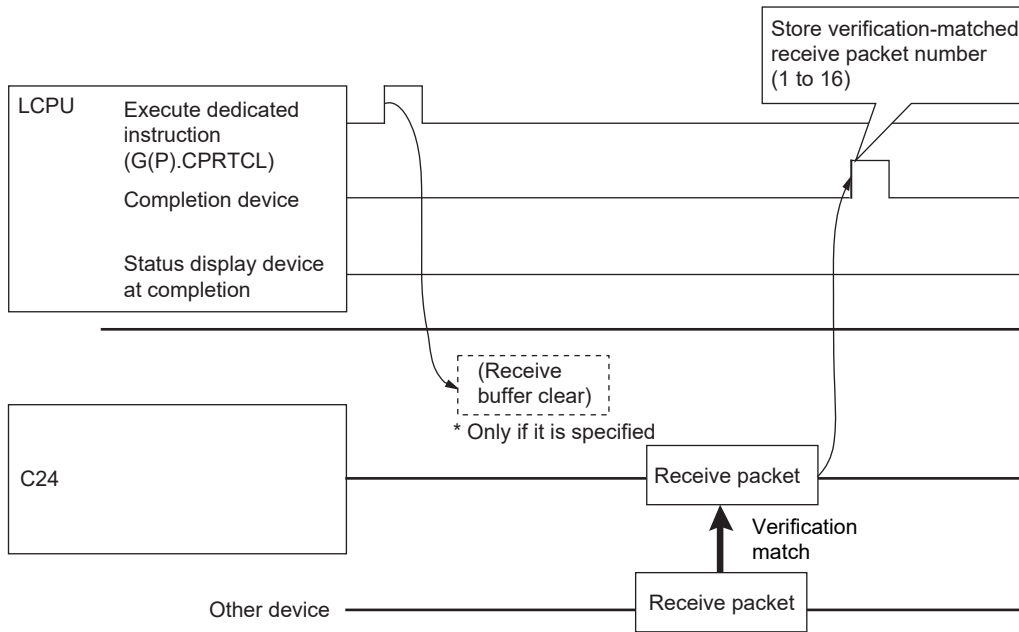 Store verification-matched
receive packet number
(1 to 16)
LCPU
Execute dedicated
instruction
(G(P).CPRTCL)
Completion device
Status display device
at completion
(Receive
buffer clear)
* Only if it is specified
C24
Receive packet
Verification
match
Other device
Receive packet